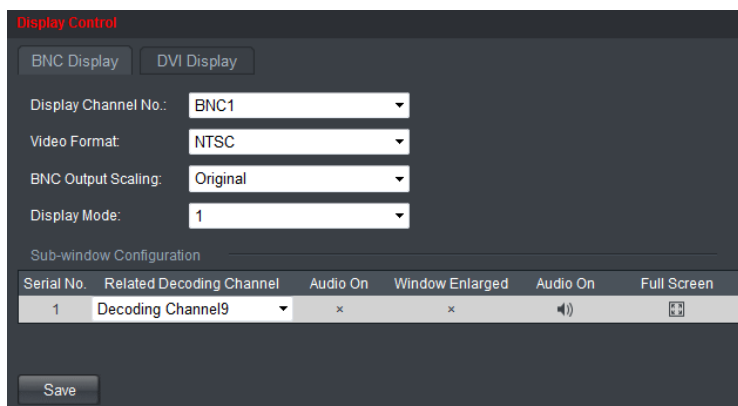 Display Control
BNC Display DVI Display
Display Channel No.: BNC1
Video Format: NTSC
BNC Output Scaling: Original
Display Mode: 1
Sub-window Configuration
Serial No. Related Decoding Channel Audio On Window Enlarged Audio On Full Screen
1 Decoding Channel9 × ×
Save